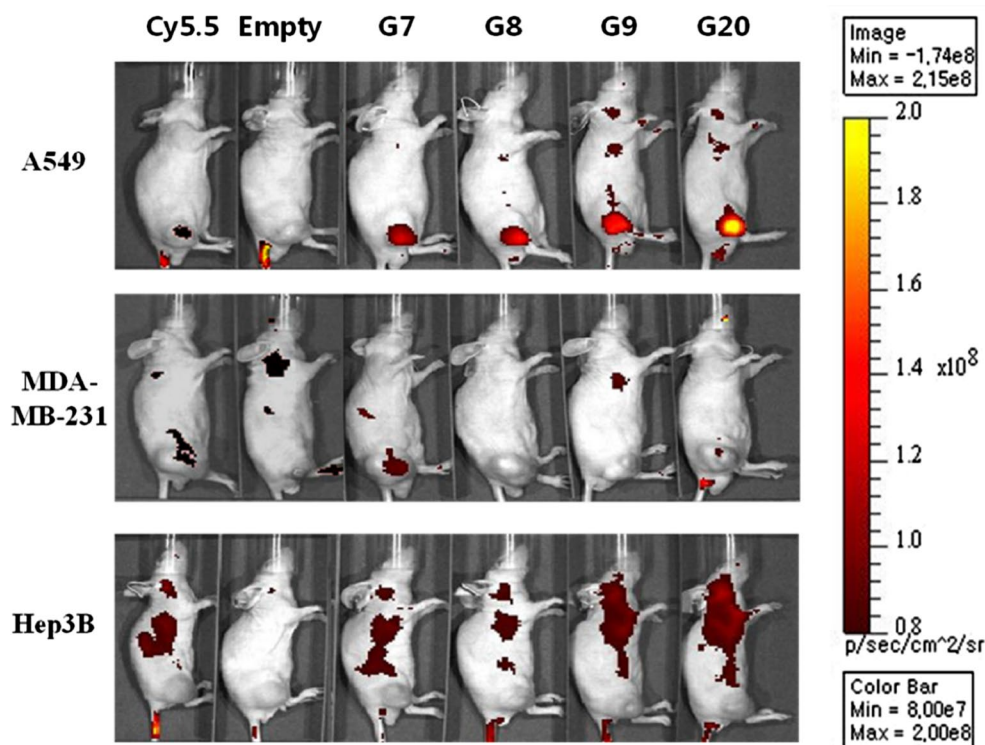 Cy5.5 Empty G7 G8 G9 G20
A549
MDA-
MB-231
Hep3B
Image
Min = -1,74e8
Max = 2,15e8
2.0
1.8
1.6
1.4 x10⁸
1.2
1.0
0.8
p/sec/cm^2/sr
Color Bar
Min = 8,00e7
Max = 2,00e8